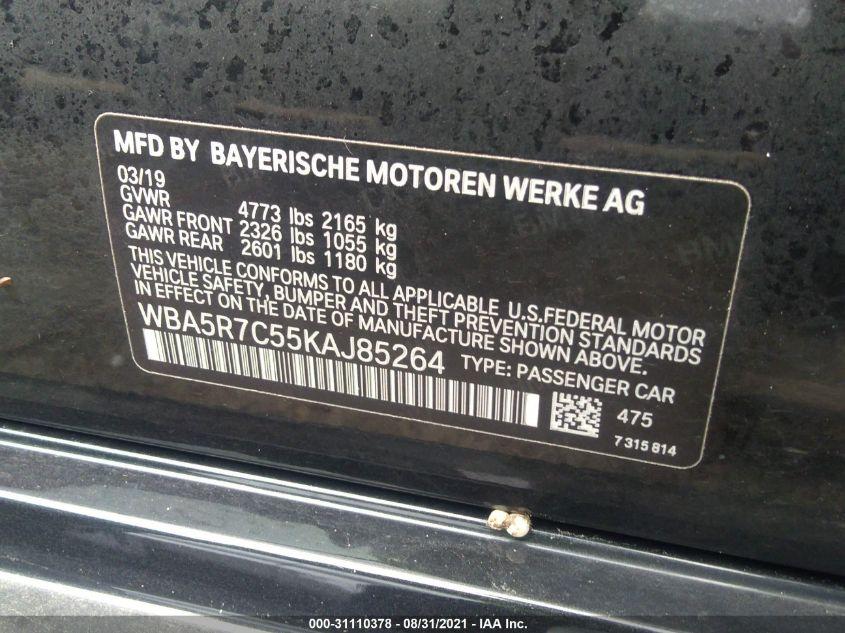 MFD BY BAYERISCHE MOTOREN WERKE AG
03/19
GVWR 4773 lbs 2165 kg
GAWR FRONT 2326 lbs 1055 kg
GAWR REAR 2601 lbs 1180 kg
THIS VEHICLE CONFORMS TO ALL APPLICABLE U.S.FEDERAL MOTOR
VEHICLE SAFETY, BUMPER AND THEFT PREVENTION STANDARDS
IN EFFECT ON THE DATE OF MANUFACTURE SHOWN ABOVE.
WBA5R7C55KAJ85264 TYPE: PASSENGER CAR
475
7 315 814
000-31110378 - 08/31/2021 - IAA Inc.